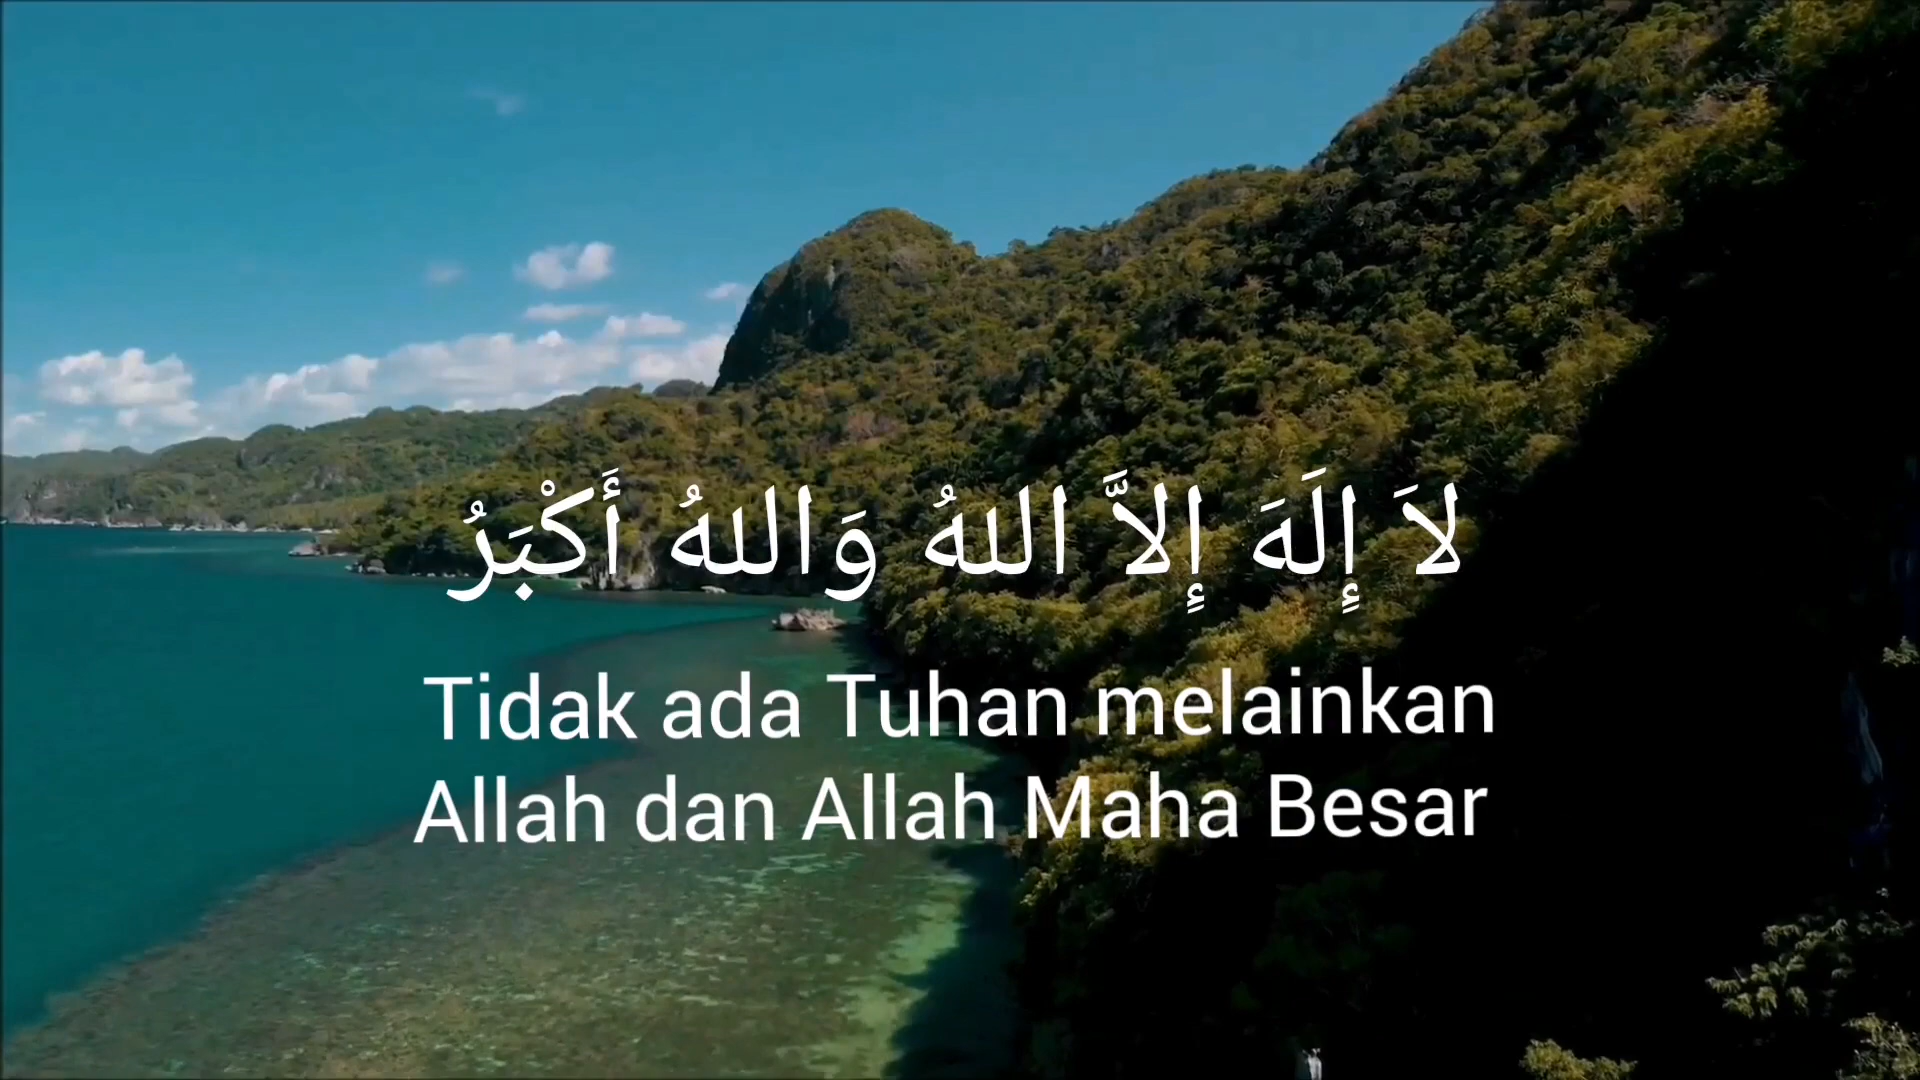 لاَ إِلَهَ إِلاَّ اللهُ وَاللهُ أَكْبَرُ
Tidak ada Tuhan melainkan
Allah dan Allah Maha Besar